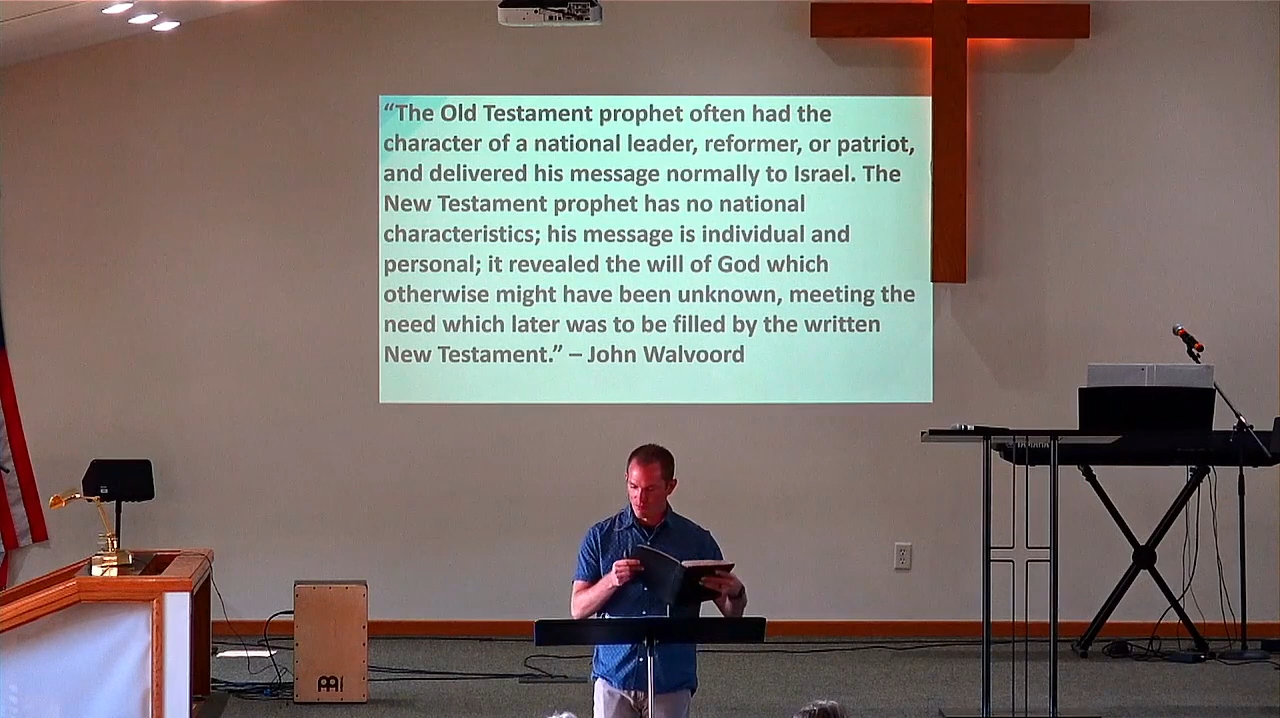 “The Old Testament prophet often had the
character of a national leader, reformer, or patriot,
and delivered his message normally to Israel. The
New Testament prophet has no national
characteristics; his message is individual and
personal; it revealed the will of God which
otherwise might have been unknown, meeting the
need which later was to be filled by the written
New Testament.” – John Walvoord